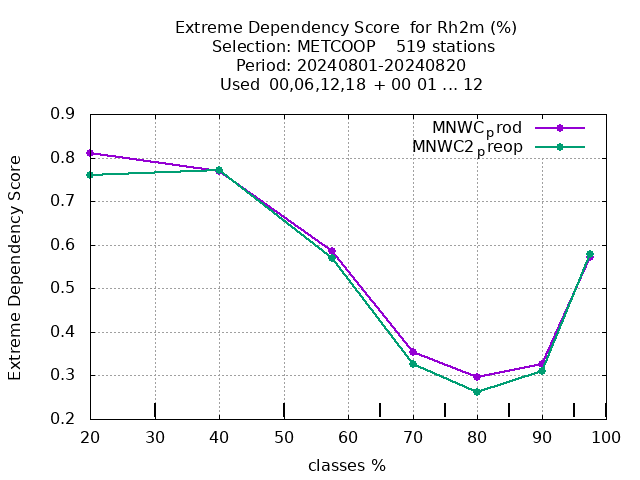 Extreme Dependency Score for Rh2m (%)
Selection: METCOOP 519 stations
Period: 20240801-20240820
Used 00,06,12,18 + 00 01 ... 12
0.9
0.8
0.7
0.6
0.5
0.4
0.3
0.2
Extreme Dependency Score
MNWCprod
MNWC2preop
20 30 40 50 60 70 80 90 100
classes %